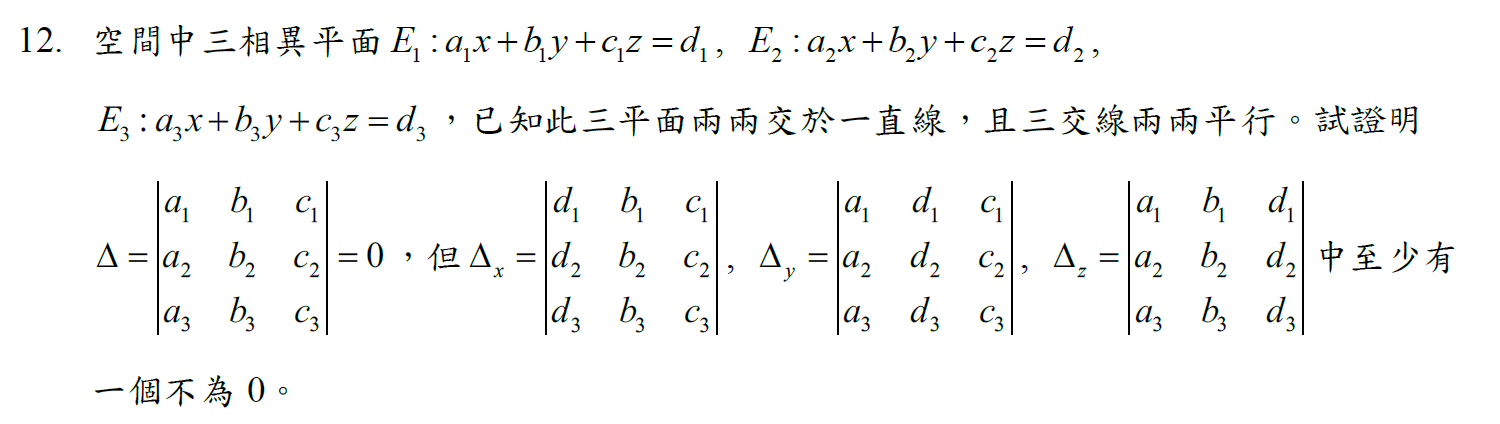 12. 空間中三相異平面 E₁ : a₁x + b₁y + c₁z = d₁, E₂ : a₂x + b₂y + c₂z = d₂,
E₃ : a₃x + b₃y + c₃z = d₃，已知此三平面兩兩交於一直線，且三交線兩兩平行。試證明
Δ = |a₁ b₁ c₁; a₂ b₂ c₂; a₃ b₃ c₃| = 0，但 Δₓ = |d₁ b₁ c₁; d₂ b₂ c₂; d₃ b₃ c₃|, Δ_y = |a₁ d₁ c₁; a₂ d₂ c₂; a₃ d₃ c₃|, Δ_z = |a₁ b₁ d₁; a₂ b₂ d₂; a₃ b₃ d₃| 中至少有
一個不為 0。